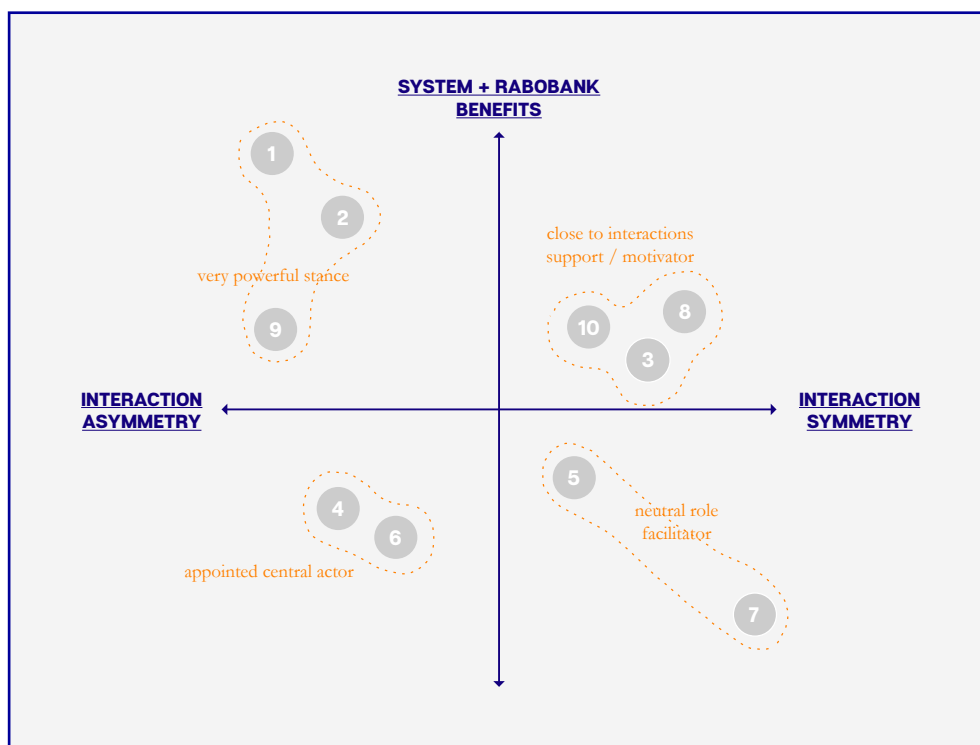 SYSTEM + RABOBANK
BENEFITS
1
2
close to interactions
support / motivator
very powerful stance
8
10
9
3
INTERACTION
ASYMMETRY
INTERACTION
SYMMETRY
5
4
neutral role
facilitator
6
appointed central actor
7